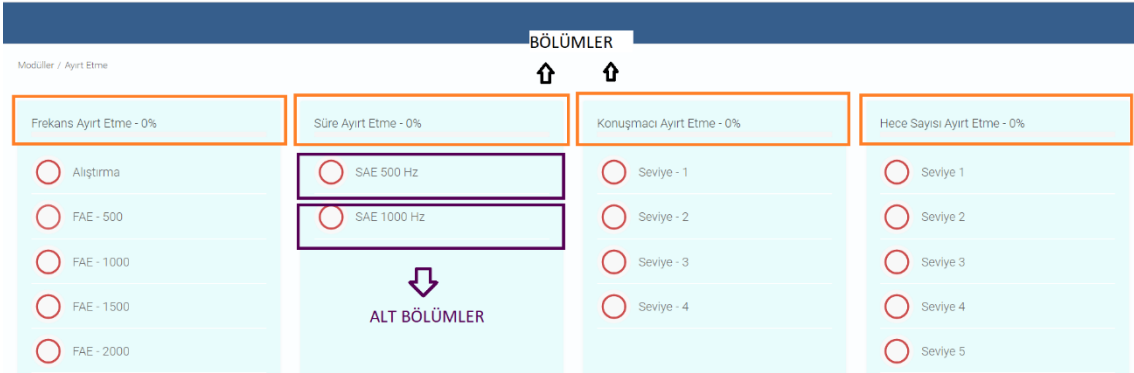 BÖLÜMLER
Modüller / Ayırt Etme
Frekans Ayırt Etme - 0%
Alıştırma
FAE - 500
FAE - 1000
FAE - 1500
FAE - 2000
Süre Ayırt Etme - 0%
SAE 500 Hz
SAE 1000 Hz
ALT BÖLÜMLER
Konuşmacı Ayırt Etme - 0%
Seviye - 1
Seviye - 2
Seviye - 3
Seviye - 4
Hece Sayısı Ayırt Etme - 0%
Seviye 1
Seviye 2
Seviye 3
Seviye 4
Seviye 5